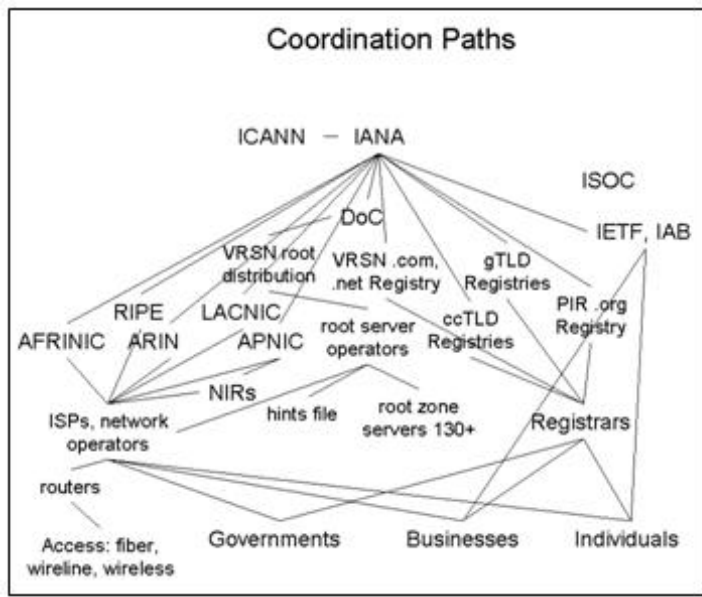 Coordination Paths
ICANN — IANA
ISOC
DoC
IETF, IAB
VRSN root
distribution
VRSN .com,
.net Registry
gTLD
Registries
PIR .org
Registry
RIPE
LACNIC
AFRINIC
ARIN
APNIC
root server
operators
ccTLD
Registries
NIRs
hints file
root zone
servers 130+
ISPs, network
operators
Registrars
routers
Access: fiber,
wireline, wireless
Governments
Businesses
Individuals